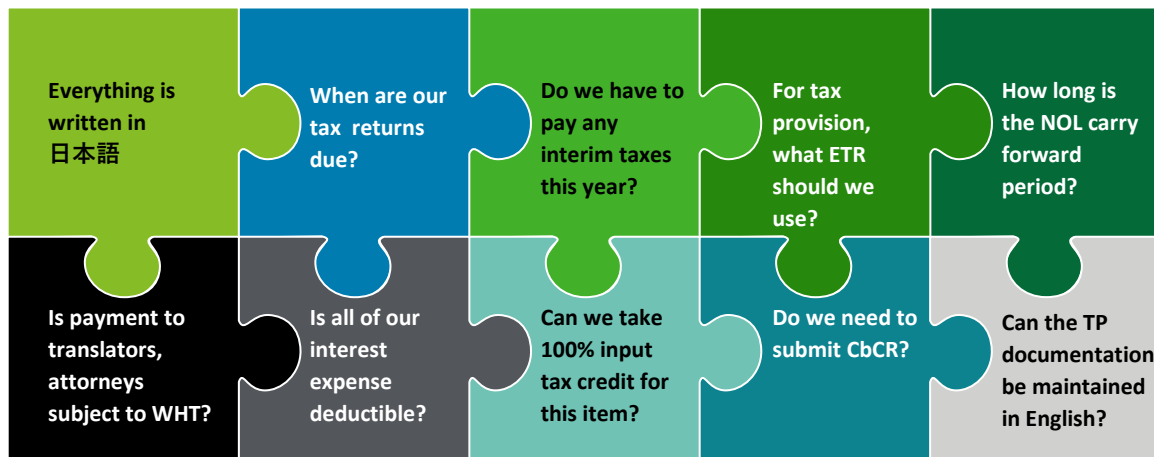 Everything is
written in
日本語
When are our
tax returns
due?
Do we have to
pay any
interim taxes
this year?
For tax
provision,
what ETR
should we
use?
How long is
the NOL carry
forward
period?
Is payment to
translators,
attorneys
subject to WHT?
Is all of our
interest
expense
deductible?
Can we take
100% input
tax credit for
this item?
Do we need to
submit CbCR?
Can the TP
documentation
be maintained
in English?